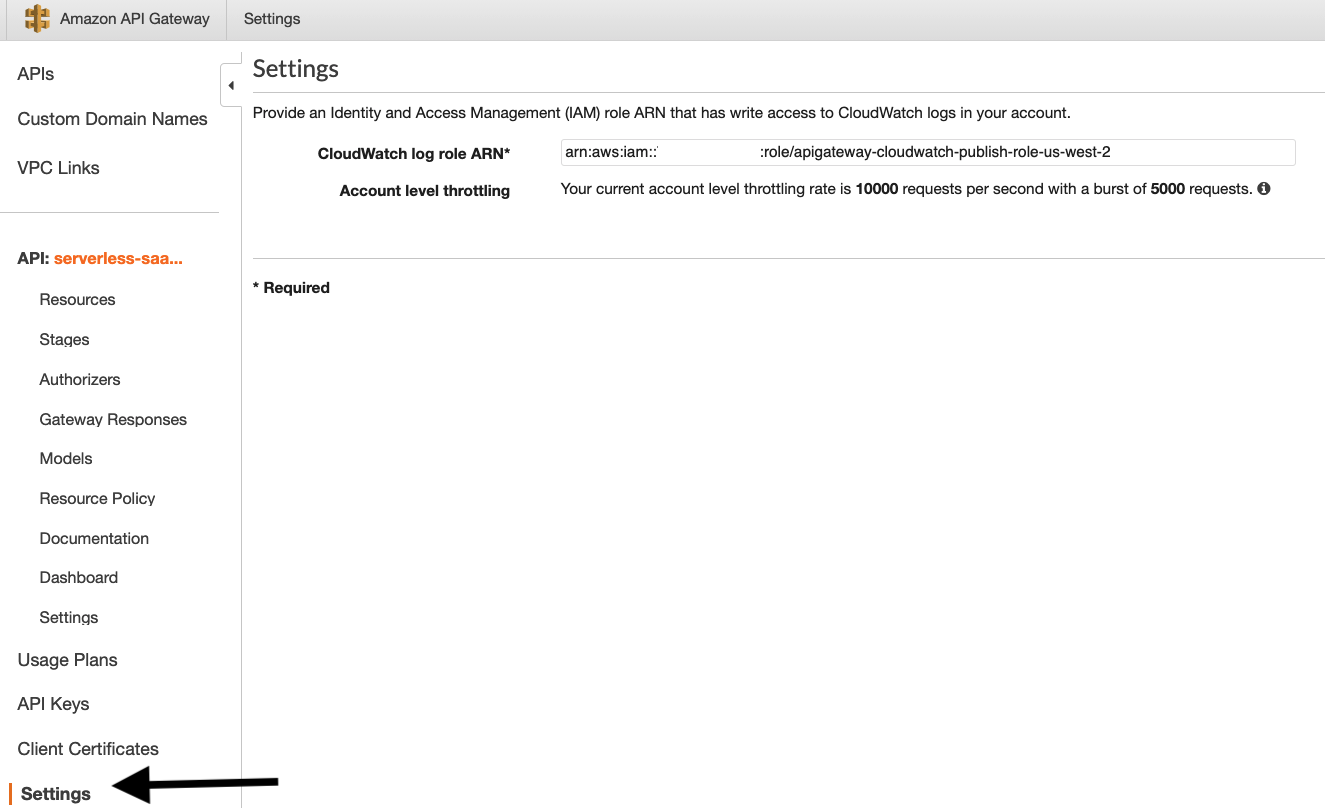 Amazon API Gateway
Settings
APIs
Custom Domain Names
VPC Links
API: serverless-saa...
Resources
Stages
Authorizers
Gateway Responses
Models
Resource Policy
Documentation
Dashboard
Settings
Usage Plans
API Keys
Client Certificates
Settings
Settings
Provide an Identity and Access Management (IAM) role ARN that has write access to CloudWatch logs in your account.
CloudWatch log role ARN* arn:aws:iam:: :role/apigateway-cloudwatch-publish-role-us-west-2
Account level throttling Your current account level throttling rate is 10000 requests per second with a burst of 5000 requests.
* Required